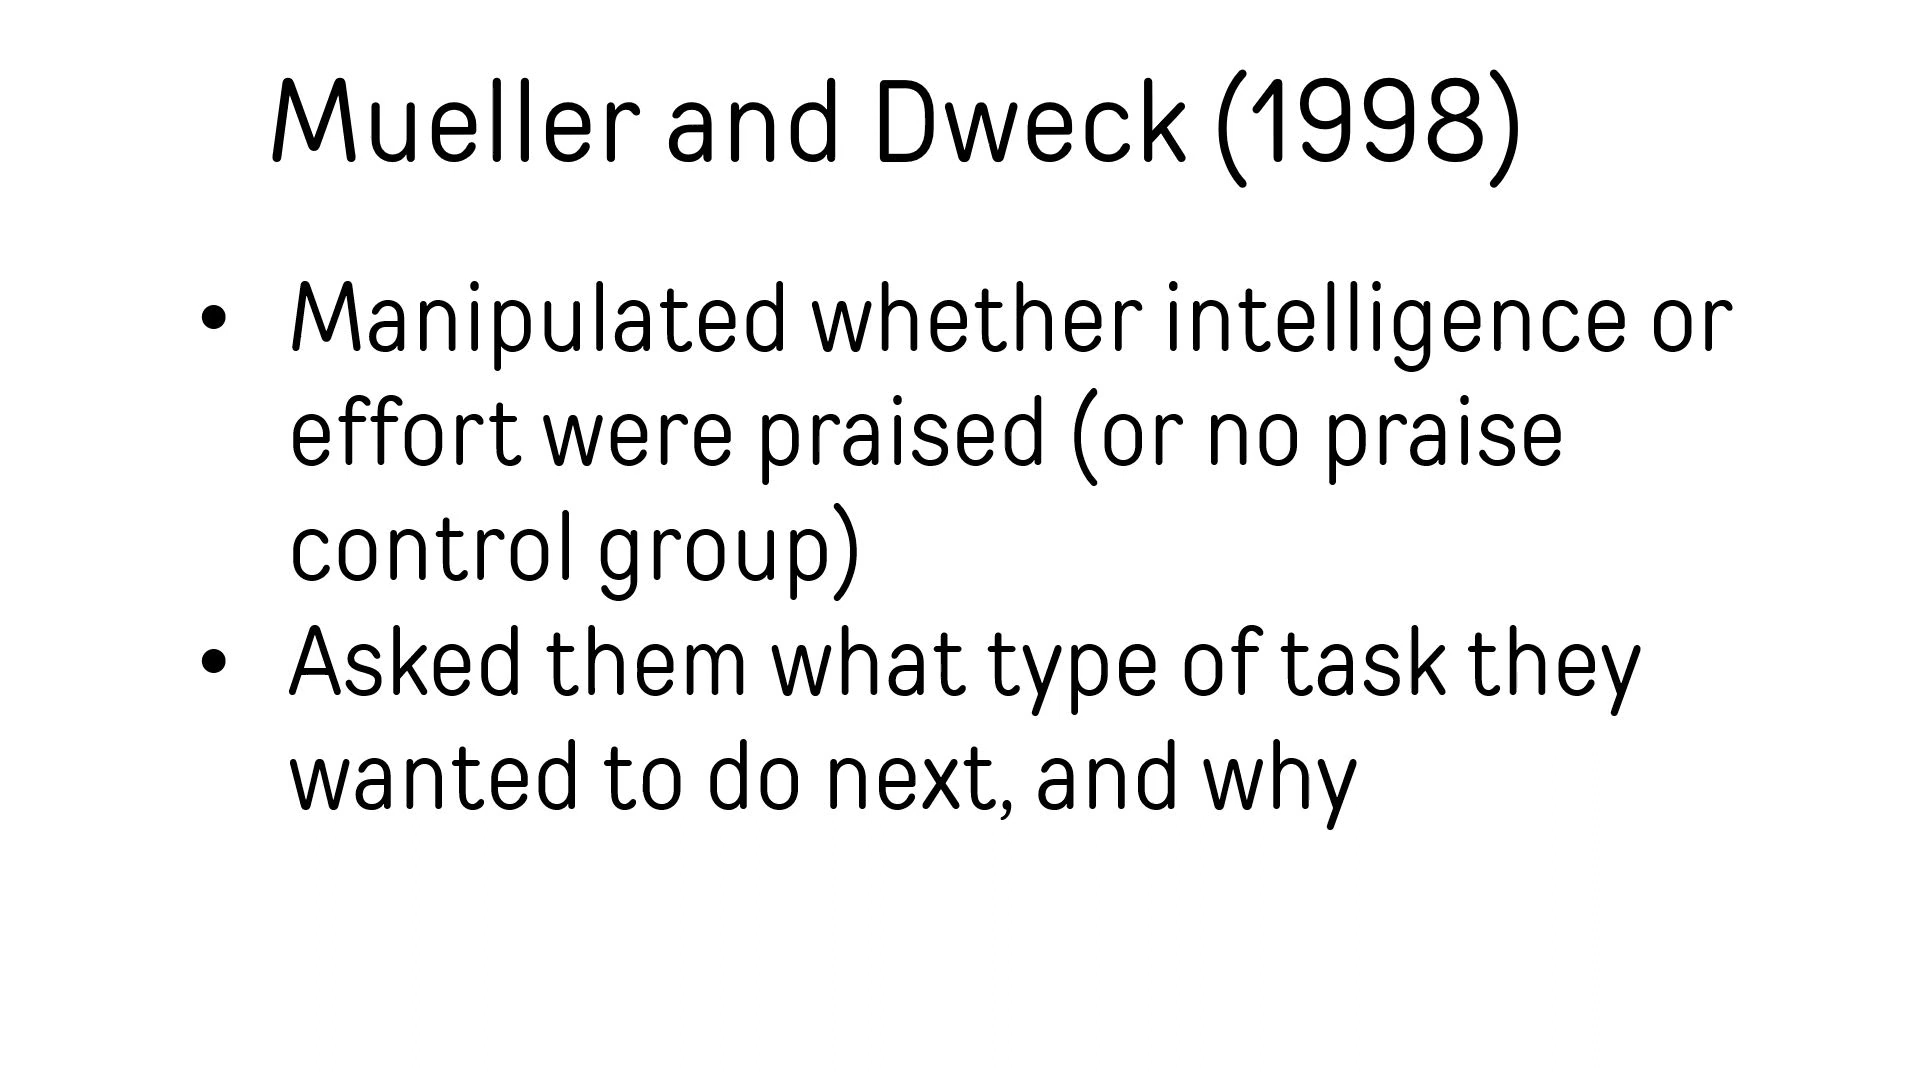 Mueller and Dweck (1998)
• Manipulated whether intelligence or
effort were praised (or no praise
control group)
• Asked them what type of task they
wanted to do next, and why